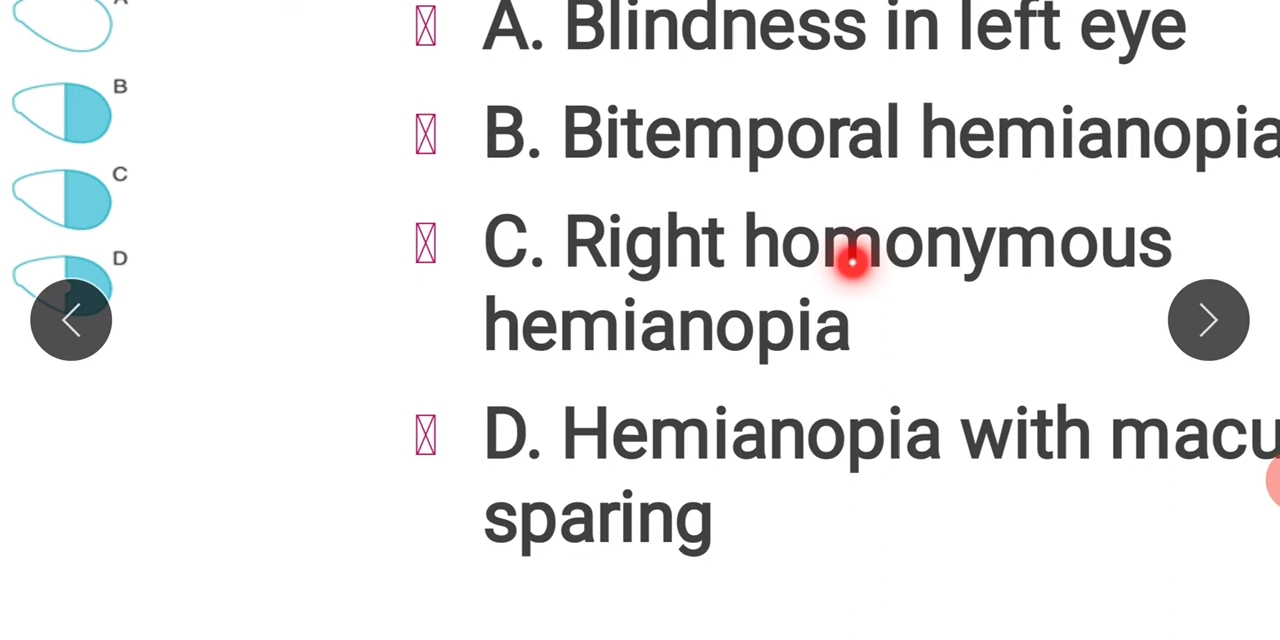 A. Blindness in left eye
B
B. Bitemporal hemianopia
C
C. Right homonymous
hemianopia
D
D. Hemianopia with macu
sparing